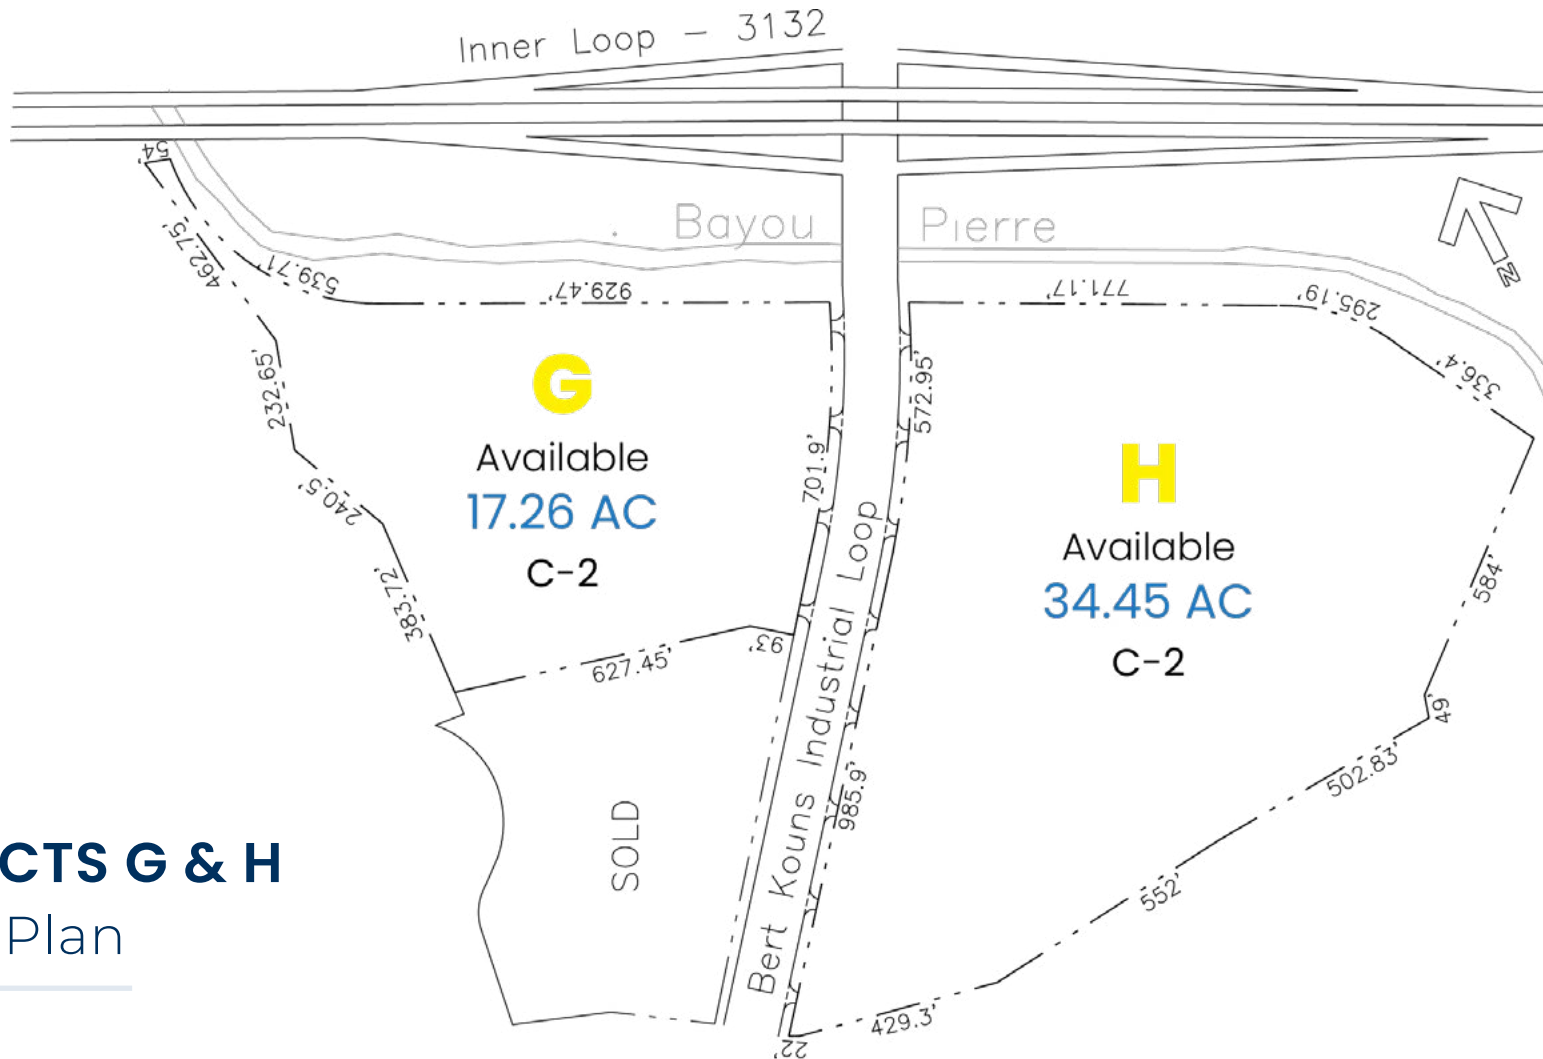 Inner Loop - 3132
54'
462.75'
539.71'
Bayou Pierre
929.47'
771.17'
295.19'
N
336.4'
232.65'
240.5'
383.72'
G
Available
17.26 AC
C-2
701.9'
572.95'
H
Available
34.45 AC
C-2
584'
49'
627.45'
93'
SOLD
Bert Kouns Industrial Loop
985.9'
502.83'
552'
429.3'
22'
CTS G & H
Plan